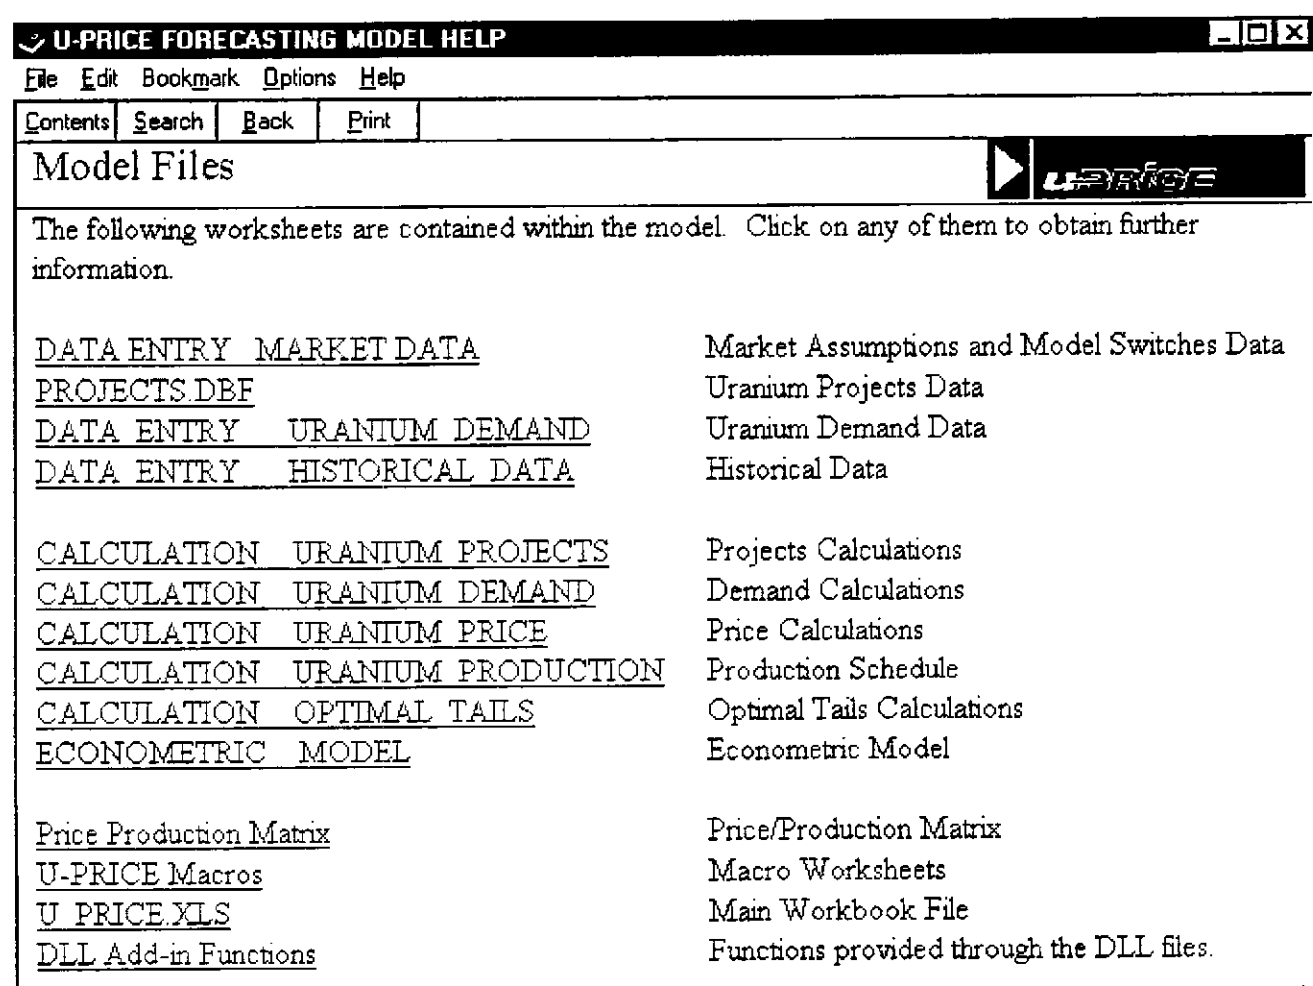 U-PRICE FORECASTING MODEL HELP
File Edit Bookmark Options Help
Contents Search Back Print
Model Files
U-PRICE
The following worksheets are contained within the model. Click on any of them to obtain further
information.
DATA ENTRY MARKET DATA Market Assumptions and Model Switches Data
PROJECTS.DBF Uranium Projects Data
DATA ENTRY URANIUM DEMAND Uranium Demand Data
DATA ENTRY HISTORICAL DATA Historical Data
CALCULATION URANIUM PROJECTS Projects Calculations
CALCULATION URANIUM DEMAND Demand Calculations
CALCULATION URANIUM PRICE Price Calculations
CALCULATION URANIUM PRODUCTION Production Schedule
CALCULATION OPTIMAL TAILS Optimal Tails Calculations
ECONOMETRIC MODEL Econometric Model
Price Production Matrix Price/Production Matrix
U-PRICE Macros Macro Worksheets
U PRICE.XLS Main Workbook File
DLL Add-in Functions Functions provided through the DLL files.